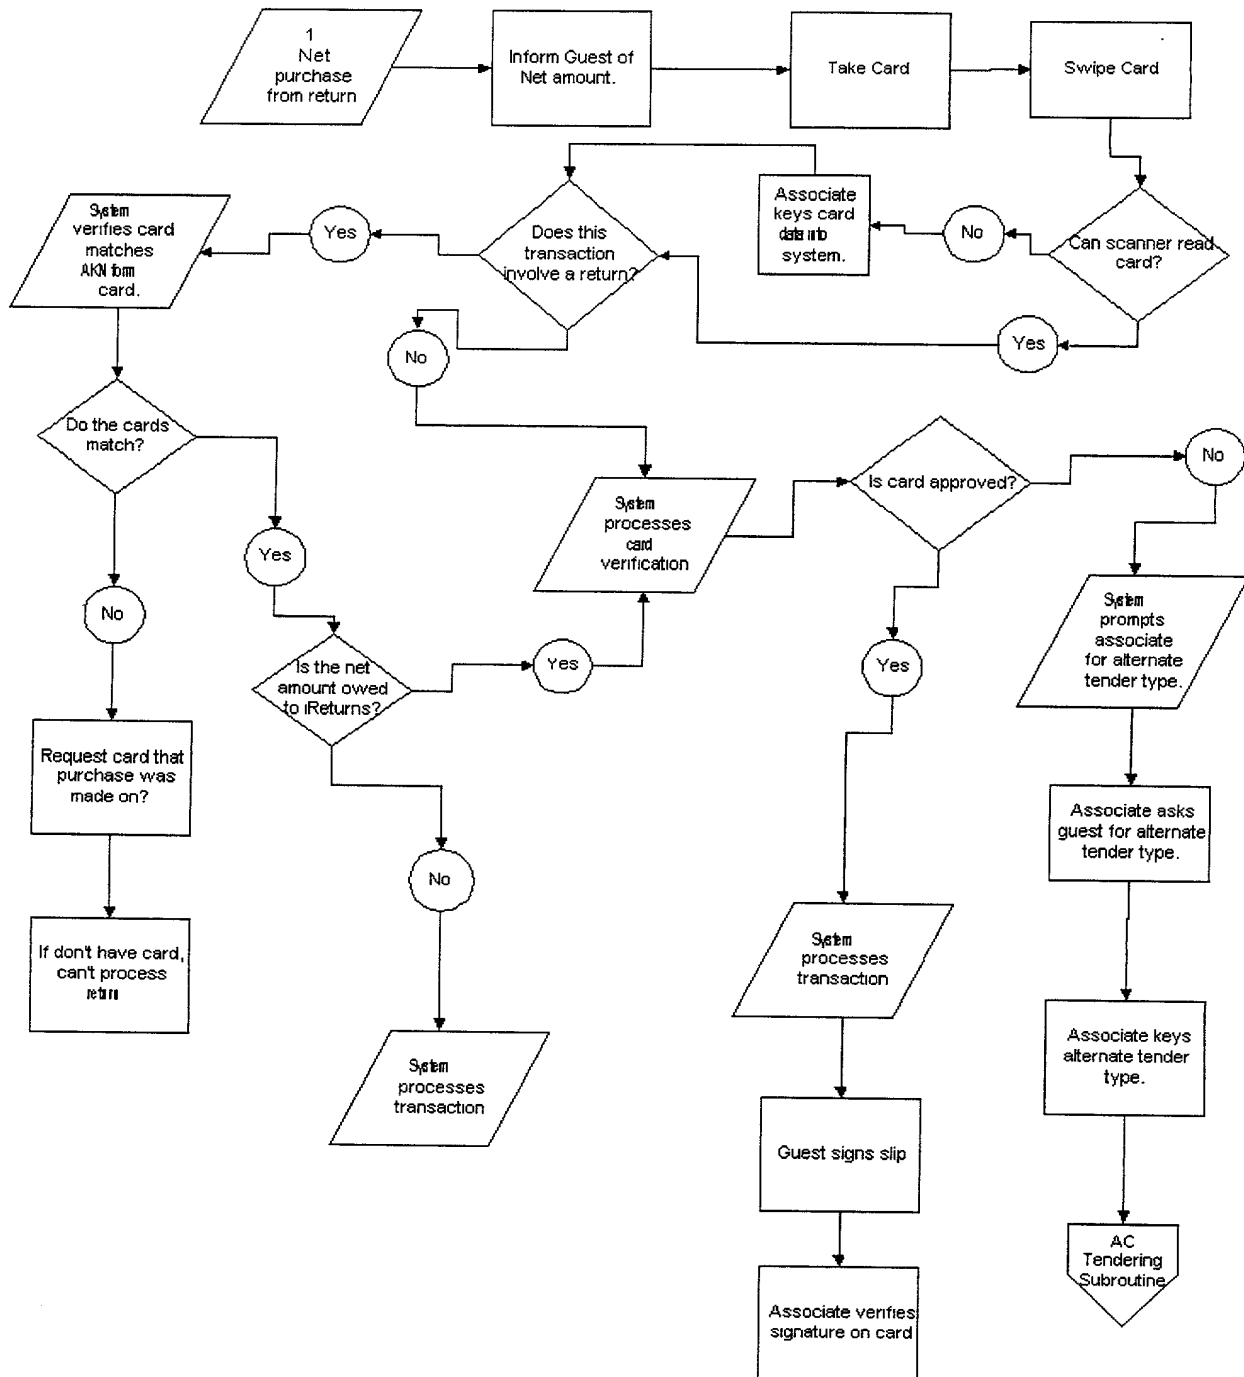 1
Net
purchase
from return
Inform Guest of
Net amount.
Take Card
Swipe Card
System
verifies card
matches
AKN form
card.
Yes
Does this
transaction
involve a return?
Associate
keys card
data into
system.
No
Can scanner read
card?
Yes
No
Do the cards
match?
Yes
No
System
processes
card
verification
Is card approved?
No
Is the net
amount owed
to iReturns?
Yes
Yes
System
prompts
associate
for alternate
tender type.
Request card that
purchase was
made on?
No
Associate asks
guest for alternate
tender type.
If don't have card,
can't process
return
System
processes
transaction
System
processes
transaction
Associate keys
alternate tender
type.
Guest signs slip
AC
Tendering
Subroutine
Associate verifies
signature on card